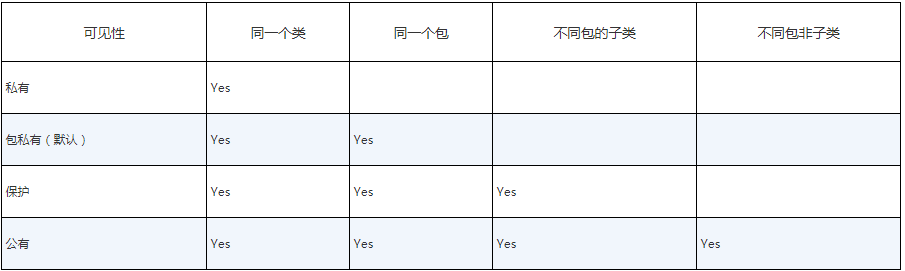 可见性 同一个类 同一个包 不同包的子类 不同包非子类
私有 Yes
包私有（默认） Yes Yes
保护 Yes Yes Yes
公有 Yes Yes Yes Yes